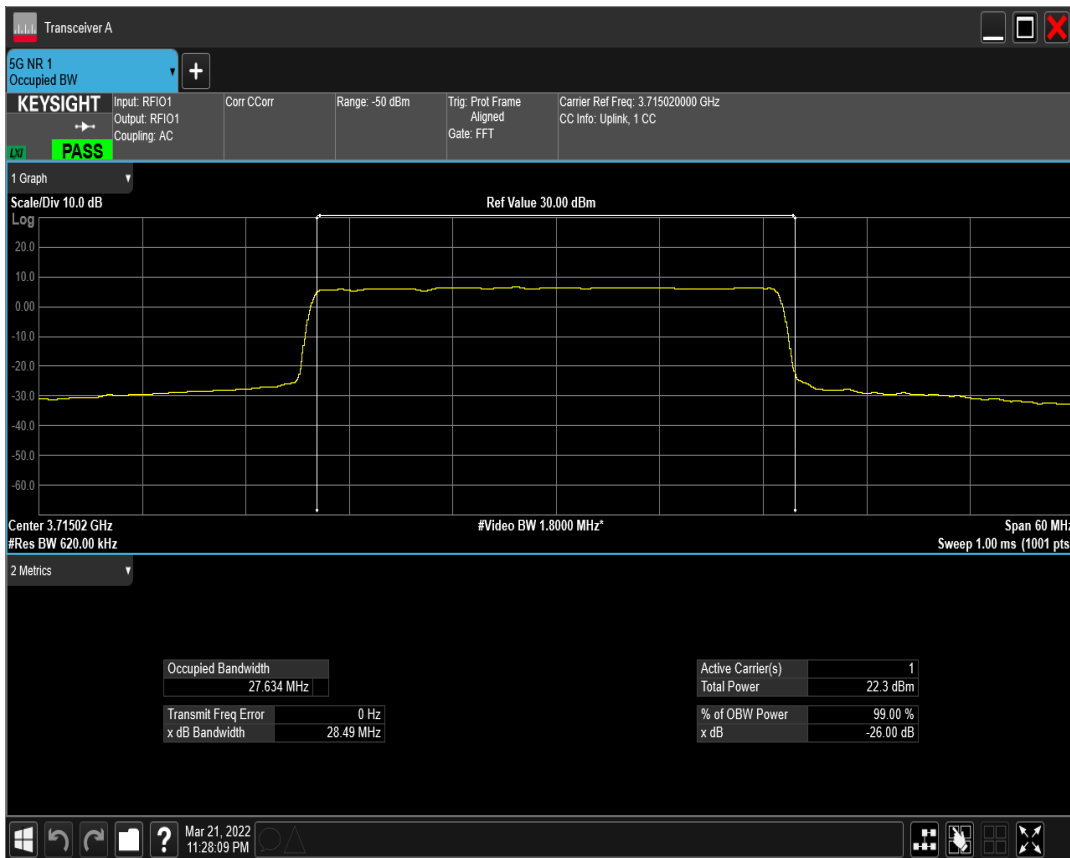 Transceiver A
5G NR 1
Occupied BW
+
KEYSIGHT
LXI
PASS
Input: RFIO1
Output: RFIO1
Coupling: AC
Corr CCorr
Range: -50 dBm
Trig: Prot Frame
Aligned
Gate: FFT
Carrier Ref Freq: 3.715020000 GHz
CC Info: Uplink, 1 CC
1 Graph
Scale/Div 10.0 dB
Ref Value 30.00 dBm
Log
20.0
10.0
0.00
-10.0
-20.0
-30.0
-40.0
-50.0
-60.0
Center 3.71502 GHz
#Video BW 1.8000 MHz*
Span 60 MHz
#Res BW 620.00 kHz
Sweep 1.00 ms (1001 pts
2 Metrics
Occupied Bandwidth
27.634 MHz
Transmit Freq Error 0 Hz
x dB Bandwidth 28.49 MHz
Active Carrier(s) 1
Total Power 22.3 dBm
% of OBW Power 99.00 %
x dB -26.00 dB
?
Mar 21, 2022
11:28:09 PM